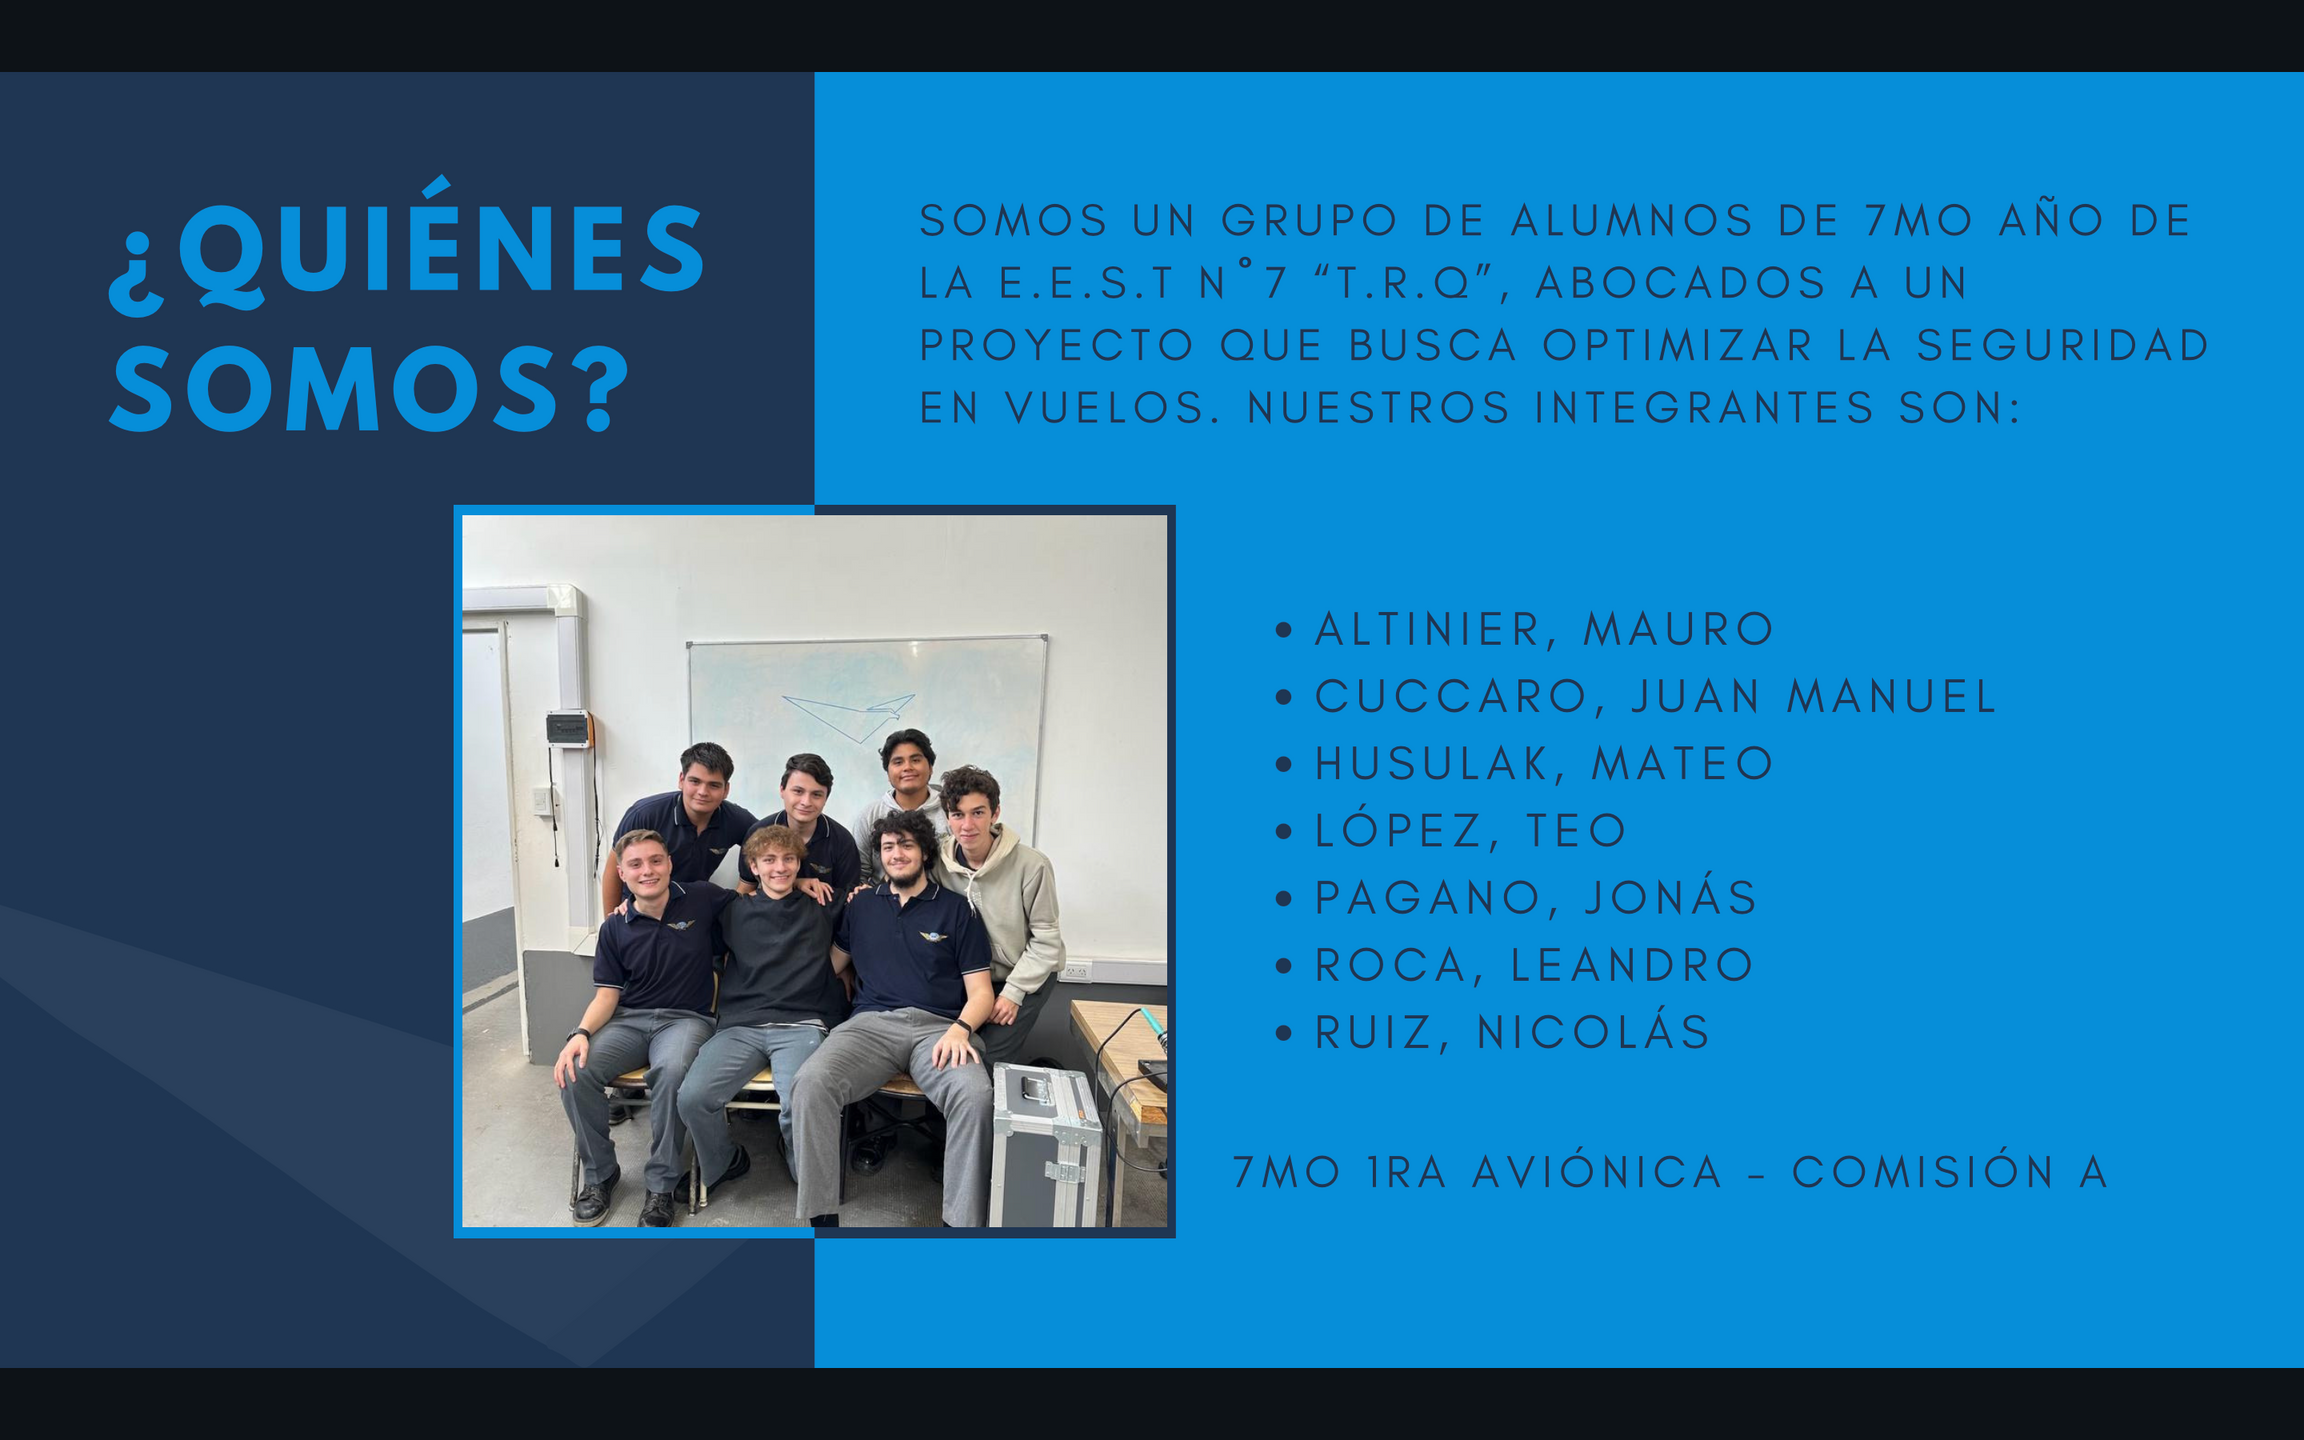 ¿QUIÉNES
SOMOS?
SOMOS UN GRUPO DE ALUMNOS DE 7MO AÑO DE
LA E.E.S.T N°7 “T.R.Q”, ABOCADOS A UN
PROYECTO QUE BUSCA OPTIMIZAR LA SEGURIDAD
EN VUELOS. NUESTROS INTEGRANTES SON:
• ALTINIER, MAURO
• CUCCARO, JUAN MANUEL
• HUSULAK, MATEO
• LÓPEZ, TEO
• PAGANO, JONÁS
• ROCA, LEANDRO
• RUIZ, NICOLÁS
7MO 1RA AVIÓNICA - COMISIÓN A